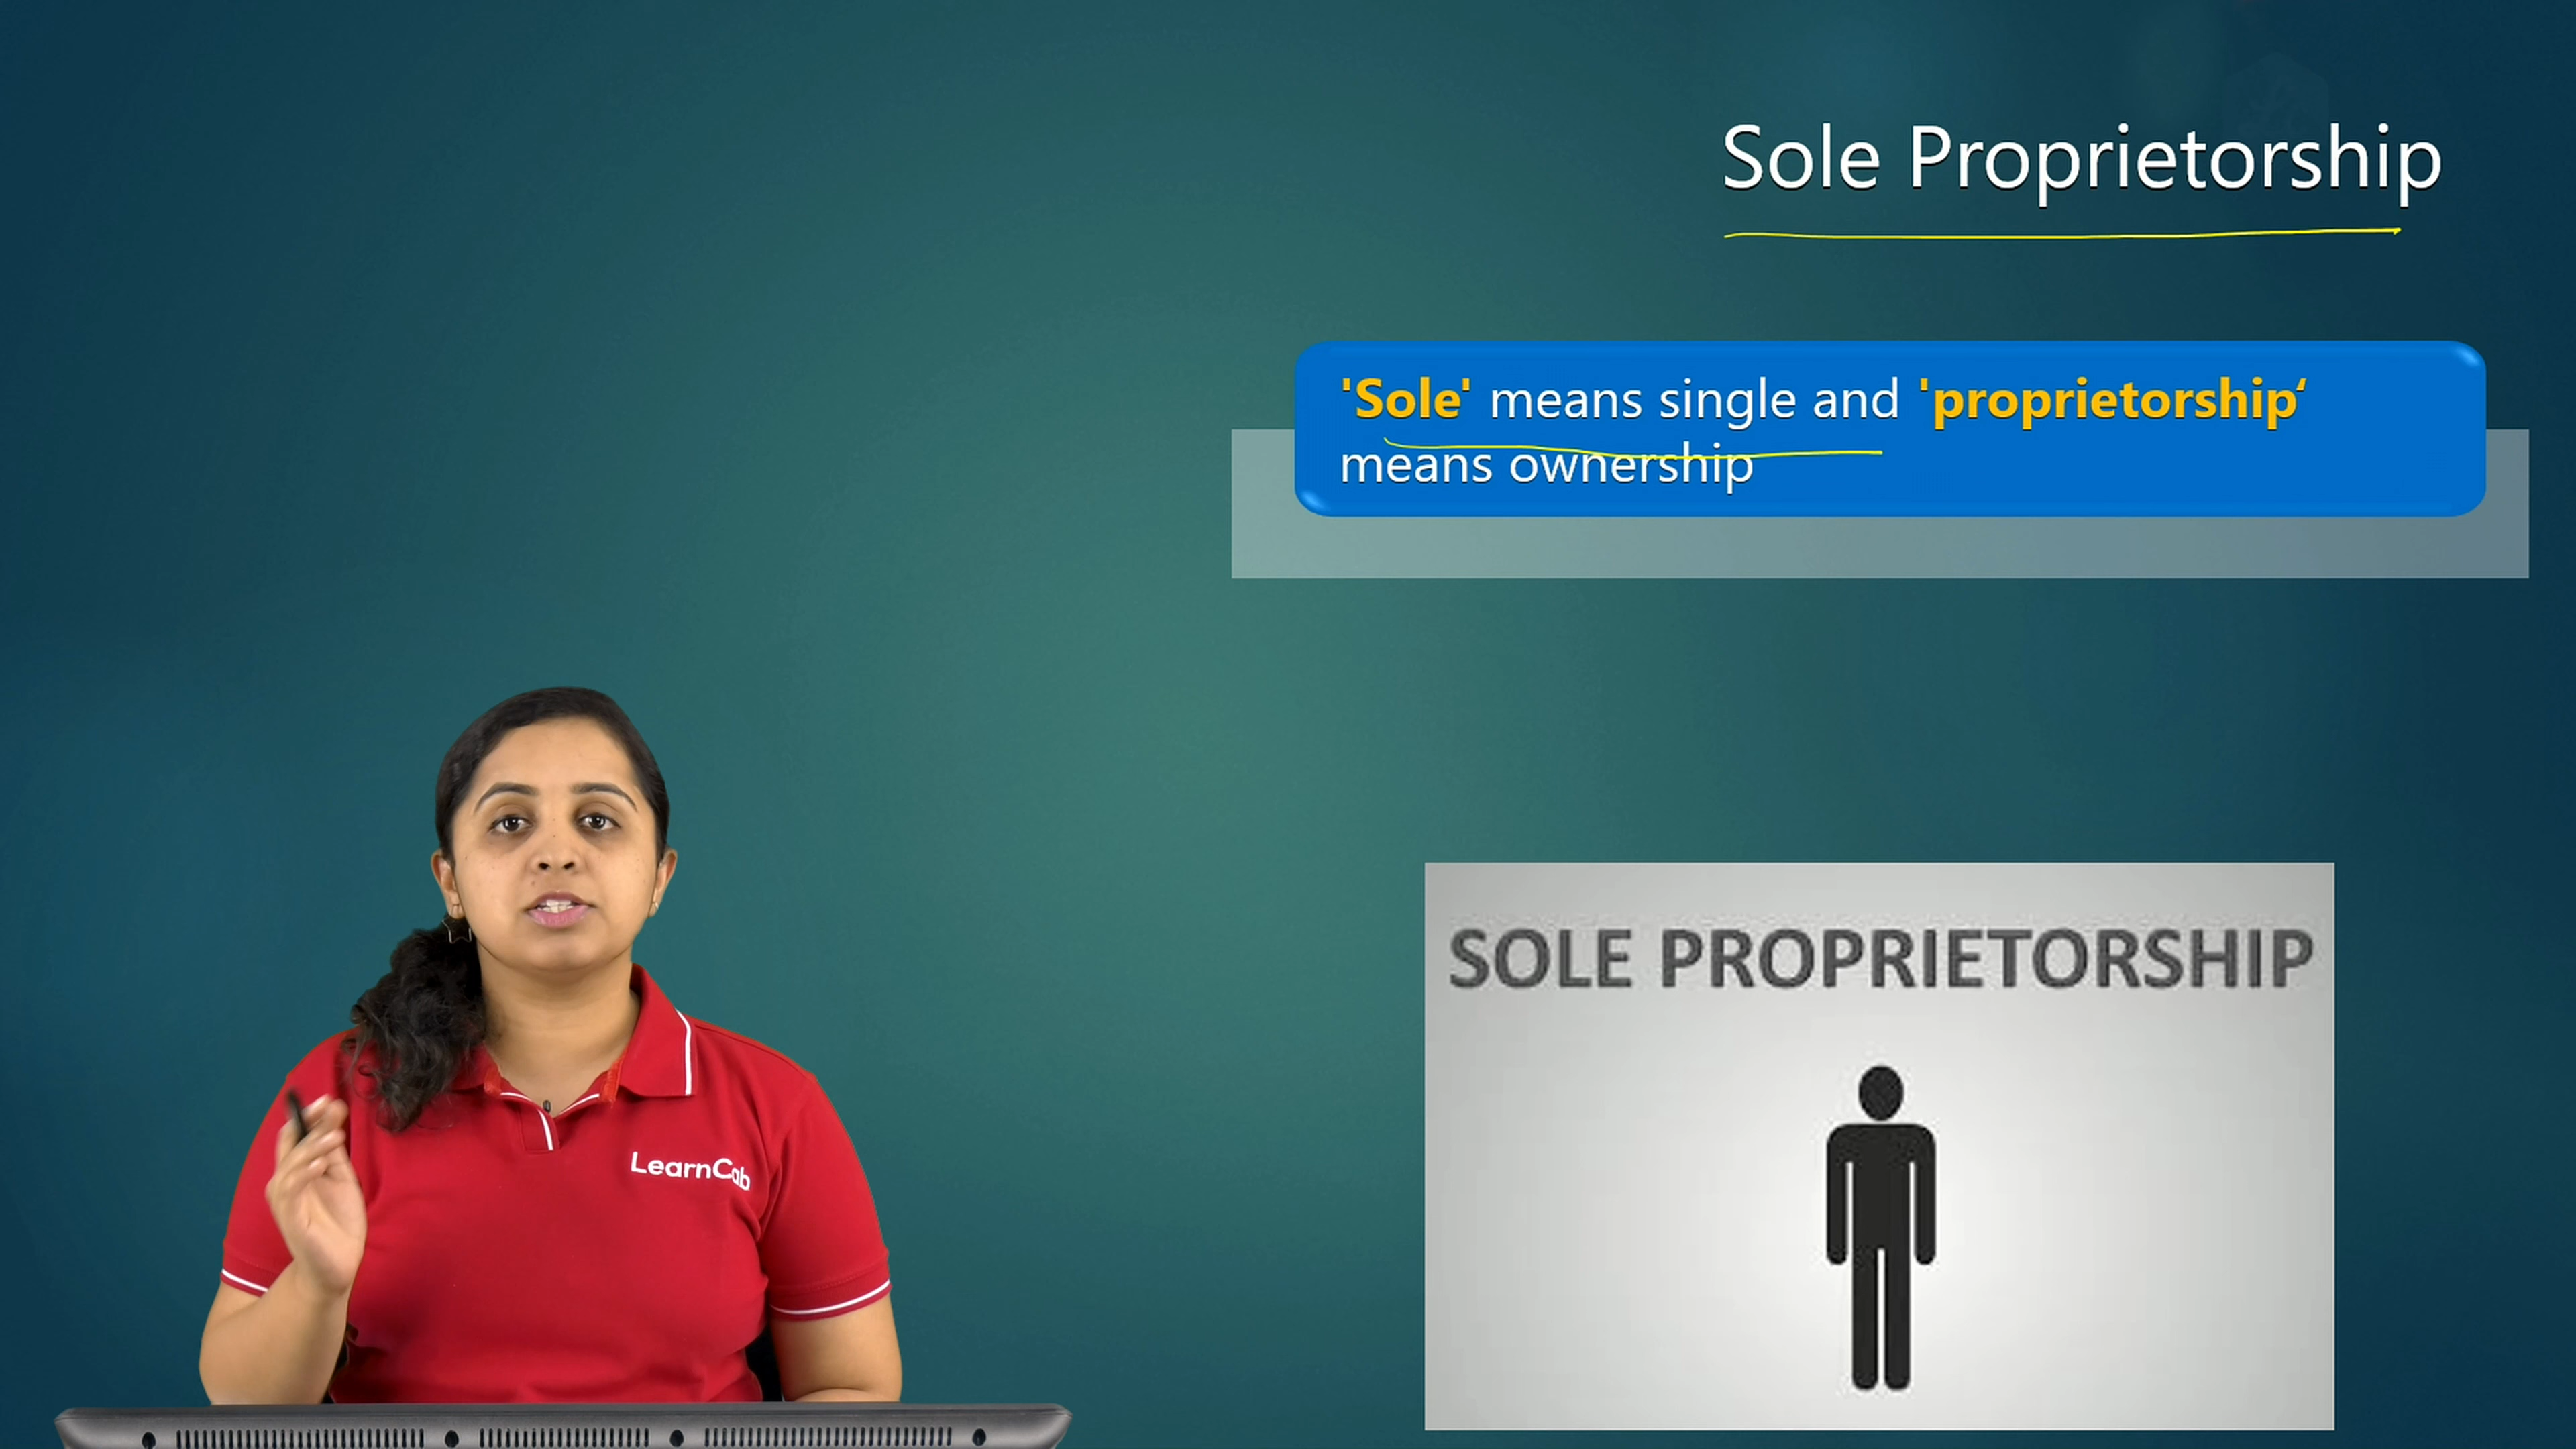 Sole Proprietorship
'Sole' means single and 'proprietorship‘
means ownership
SOLE PROPRIETORSHIP
LearnCab